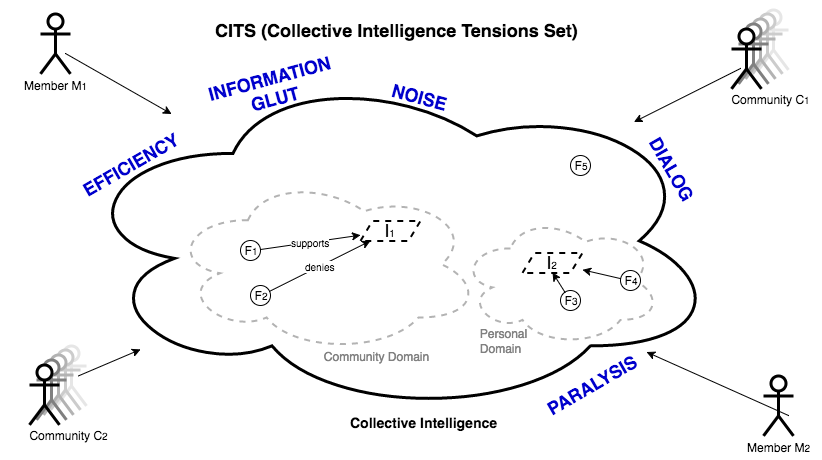 CITS (Collective Intelligence Tensions Set)
Member M1
Community C1
INFORMATION
GLUT
NOISE
EFFICIENCY
DIALOG
F5
F1
supports
I1
denies
F2
I2
F4
F3
Community Domain
Personal
Domain
PARALYSIS
Collective Intelligence
Community C2
Member M2